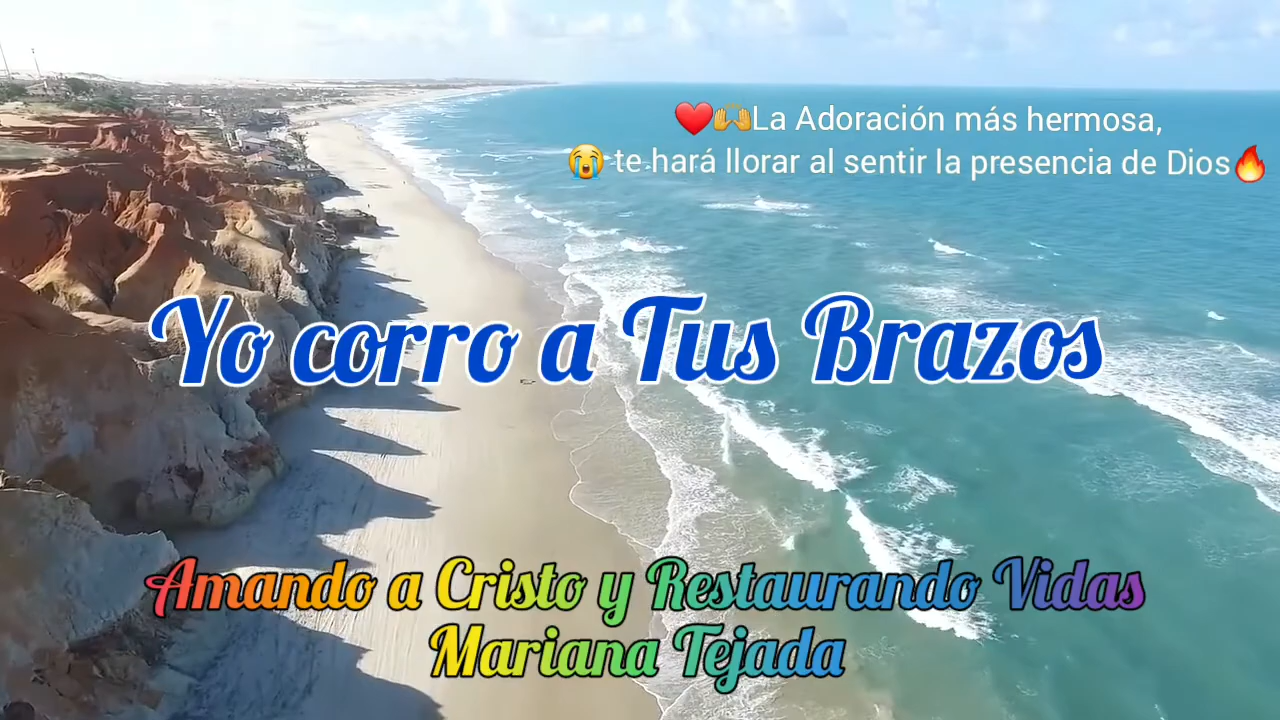 ❤️🙌La Adoración más hermosa,
😭 te hará llorar al sentir la presencia de Dios🔥
Yo corro a Tus Brazos
Amando a Cristo y Restaurando Vidas
Mariana Tejada